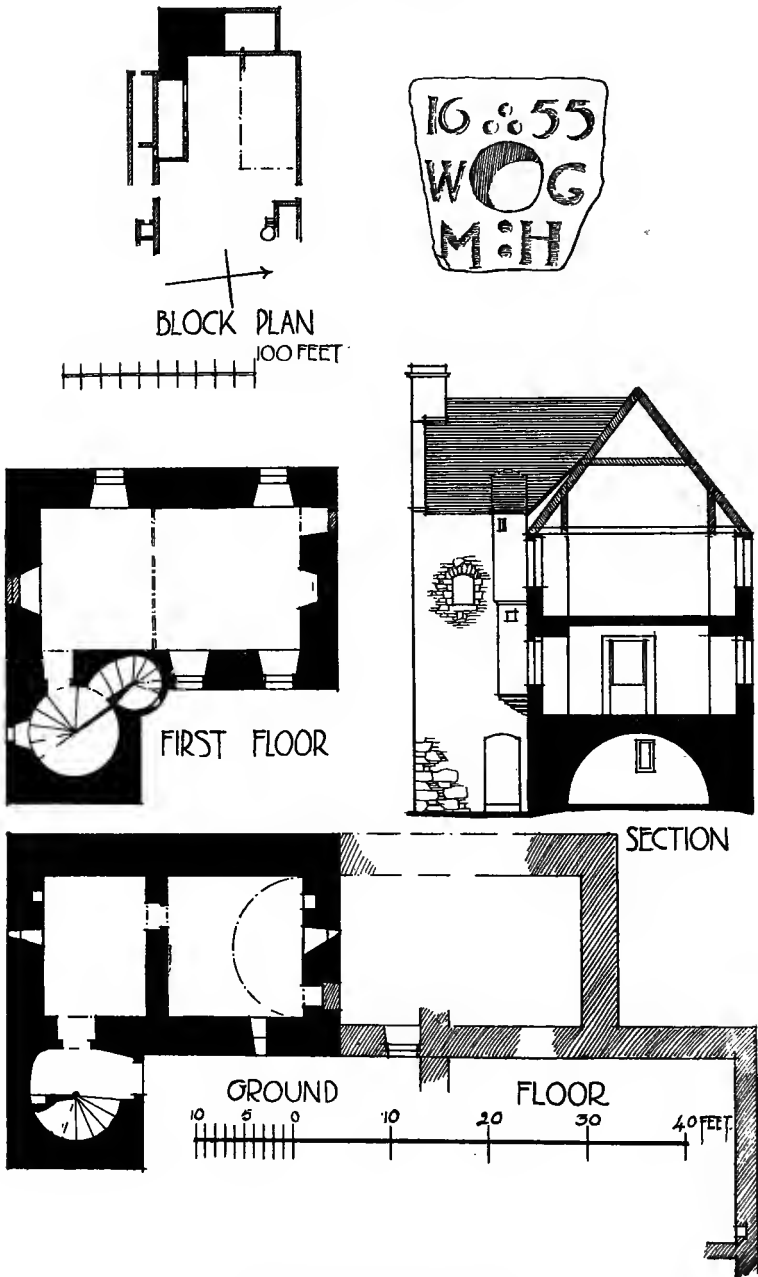 16 55
W G
M : H
BLOCK PLAN
100 FEET
FIRST FLOOR
SECTION
GROUND FLOOR
10 5 0 10 20 30 40 FEET.